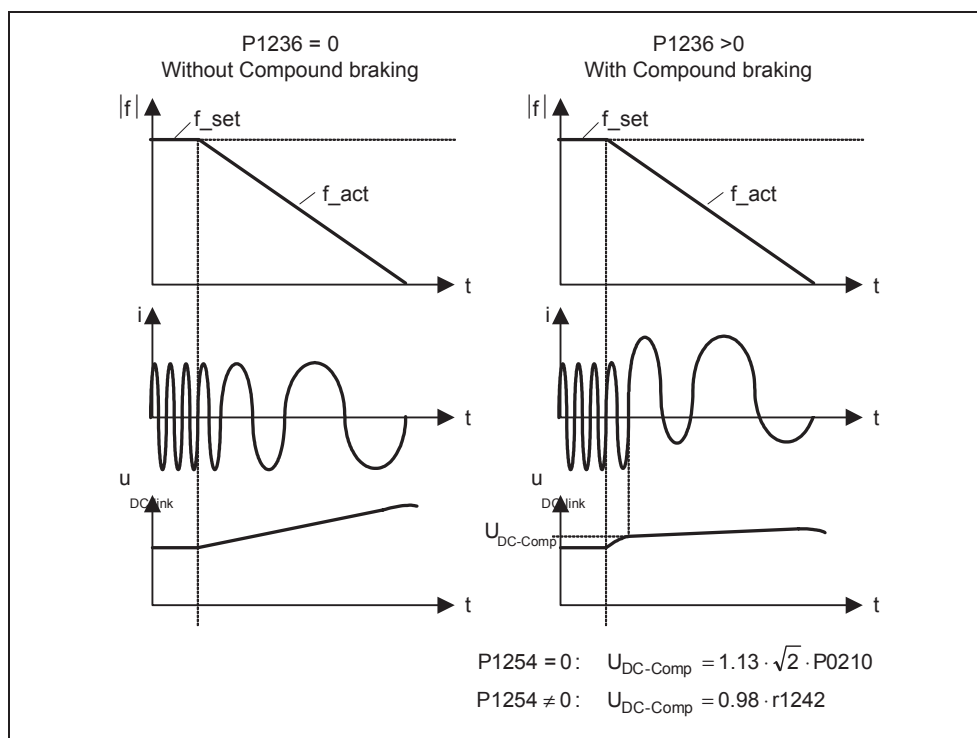 P1236 = 0
Without Compound braking
|f|
f_set
f_act
t
i
t
u
DC-link
t
P1236 >0
With Compound braking
|f|
f_set
f_act
t
i
t
u
DC-link
U_DC-Comp
t
P1254 = 0 : U_DC-Comp = 1.13 · √2 · P0210
P1254 ≠ 0 : U_DC-Comp = 0.98 · r1242